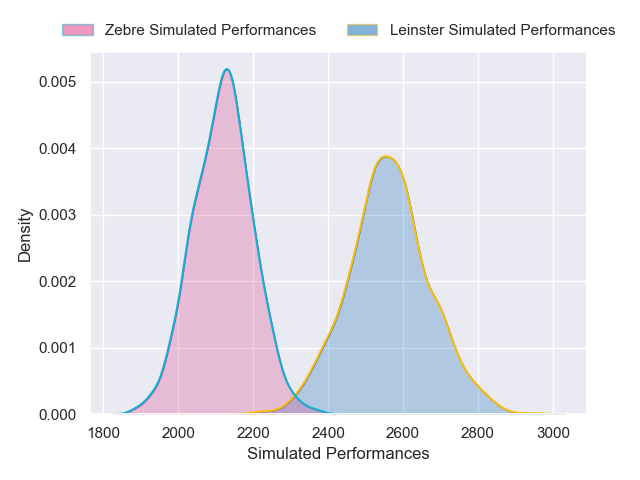 Zebre Simulated Performances
Leinster Simulated Performances
0.005
0.004
0.003
0.002
0.001
0.000
Density
1800 2000 2200 2400 2600 2800 3000
Simulated Performances